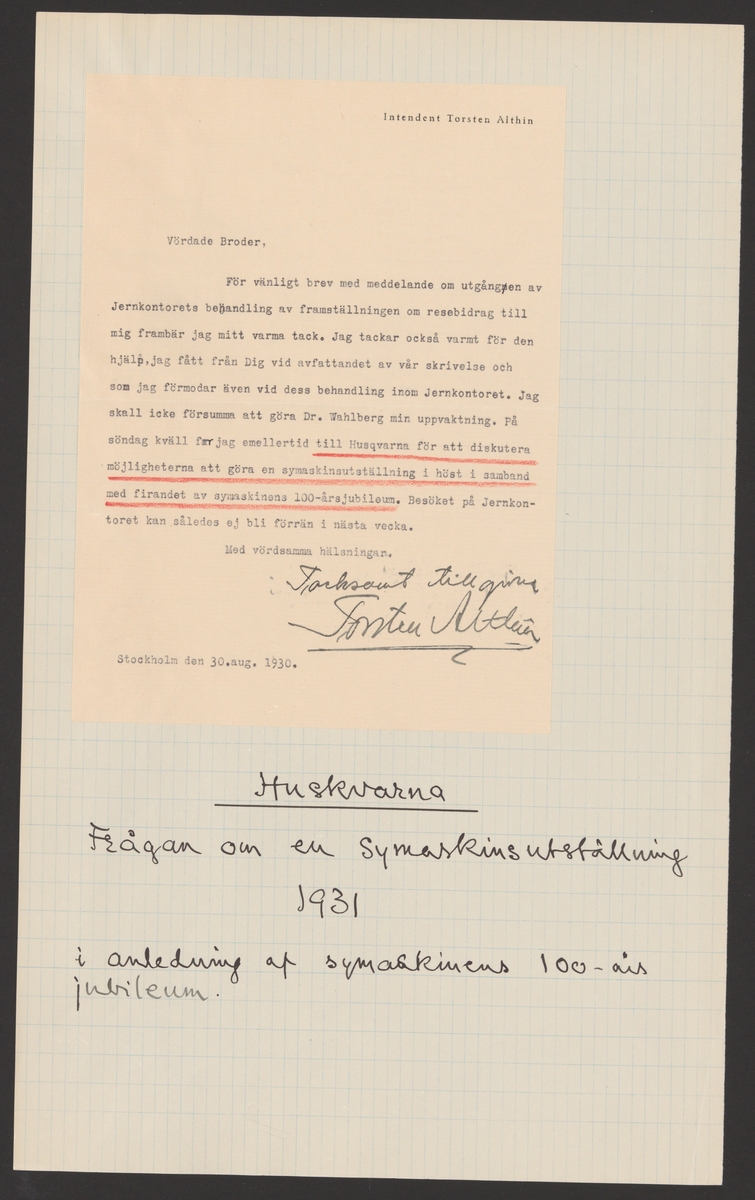 Intendent Torsten Althin
Vördade Broder,
För vänligt brev med meddelande om utgången av
Jernkontorets behandling av framställningen om resebidrag till
mig frambär jag mitt varma tack. Jag tackar också varmt för den
hjälp, jag fått från Dig vid avfattandet av vår skrivelse och
som jag förmodar även vid dess behandling inom Jernkontoret. Jag
skall icke försumma att göra Dr. Wahlberg min uppvaktning. På
söndag kväll far jag emellertid till Husqvarna för att diskutera
möjligheterna att göra en symaskinsutställning i höst i samband
med firandet av symaskinens 100-årsjubileum. Besöket på Jernkon-
toret kan således ej bli förrän i nästa vecka.
Med vördsamma hälsningan.
Tacksamt tillgivne
Torsten Althin
Stockholm den 30.aug. 1930.
Huskvarna
Frågan om en Symaskinsutställning
1931
i anledning af symaskinens 100-års
jubileum.